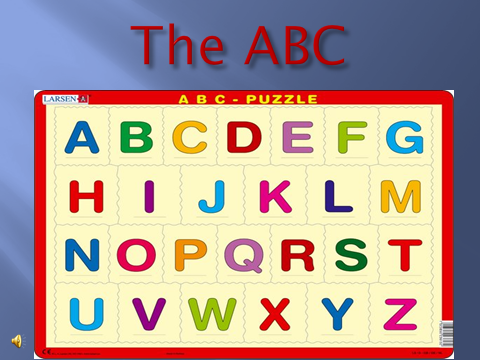 The ABC
LARSEN
A B C - PUZZLE
A B C D E F G
H I J K L M
N O P Q R S T
U V W X Y Z